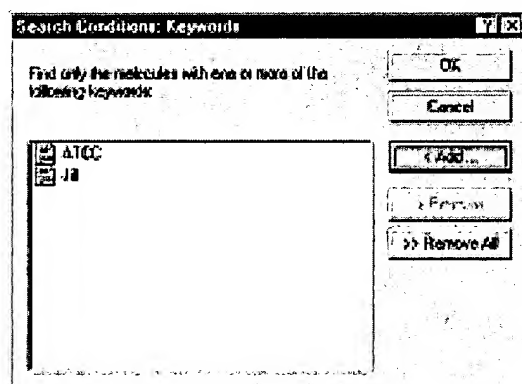 Search Conditions: Keywords
Find only the molecules with one or more of the
following keywords:
OK
Cancel
ATCC
< Add...
> Remove
>> Remove All